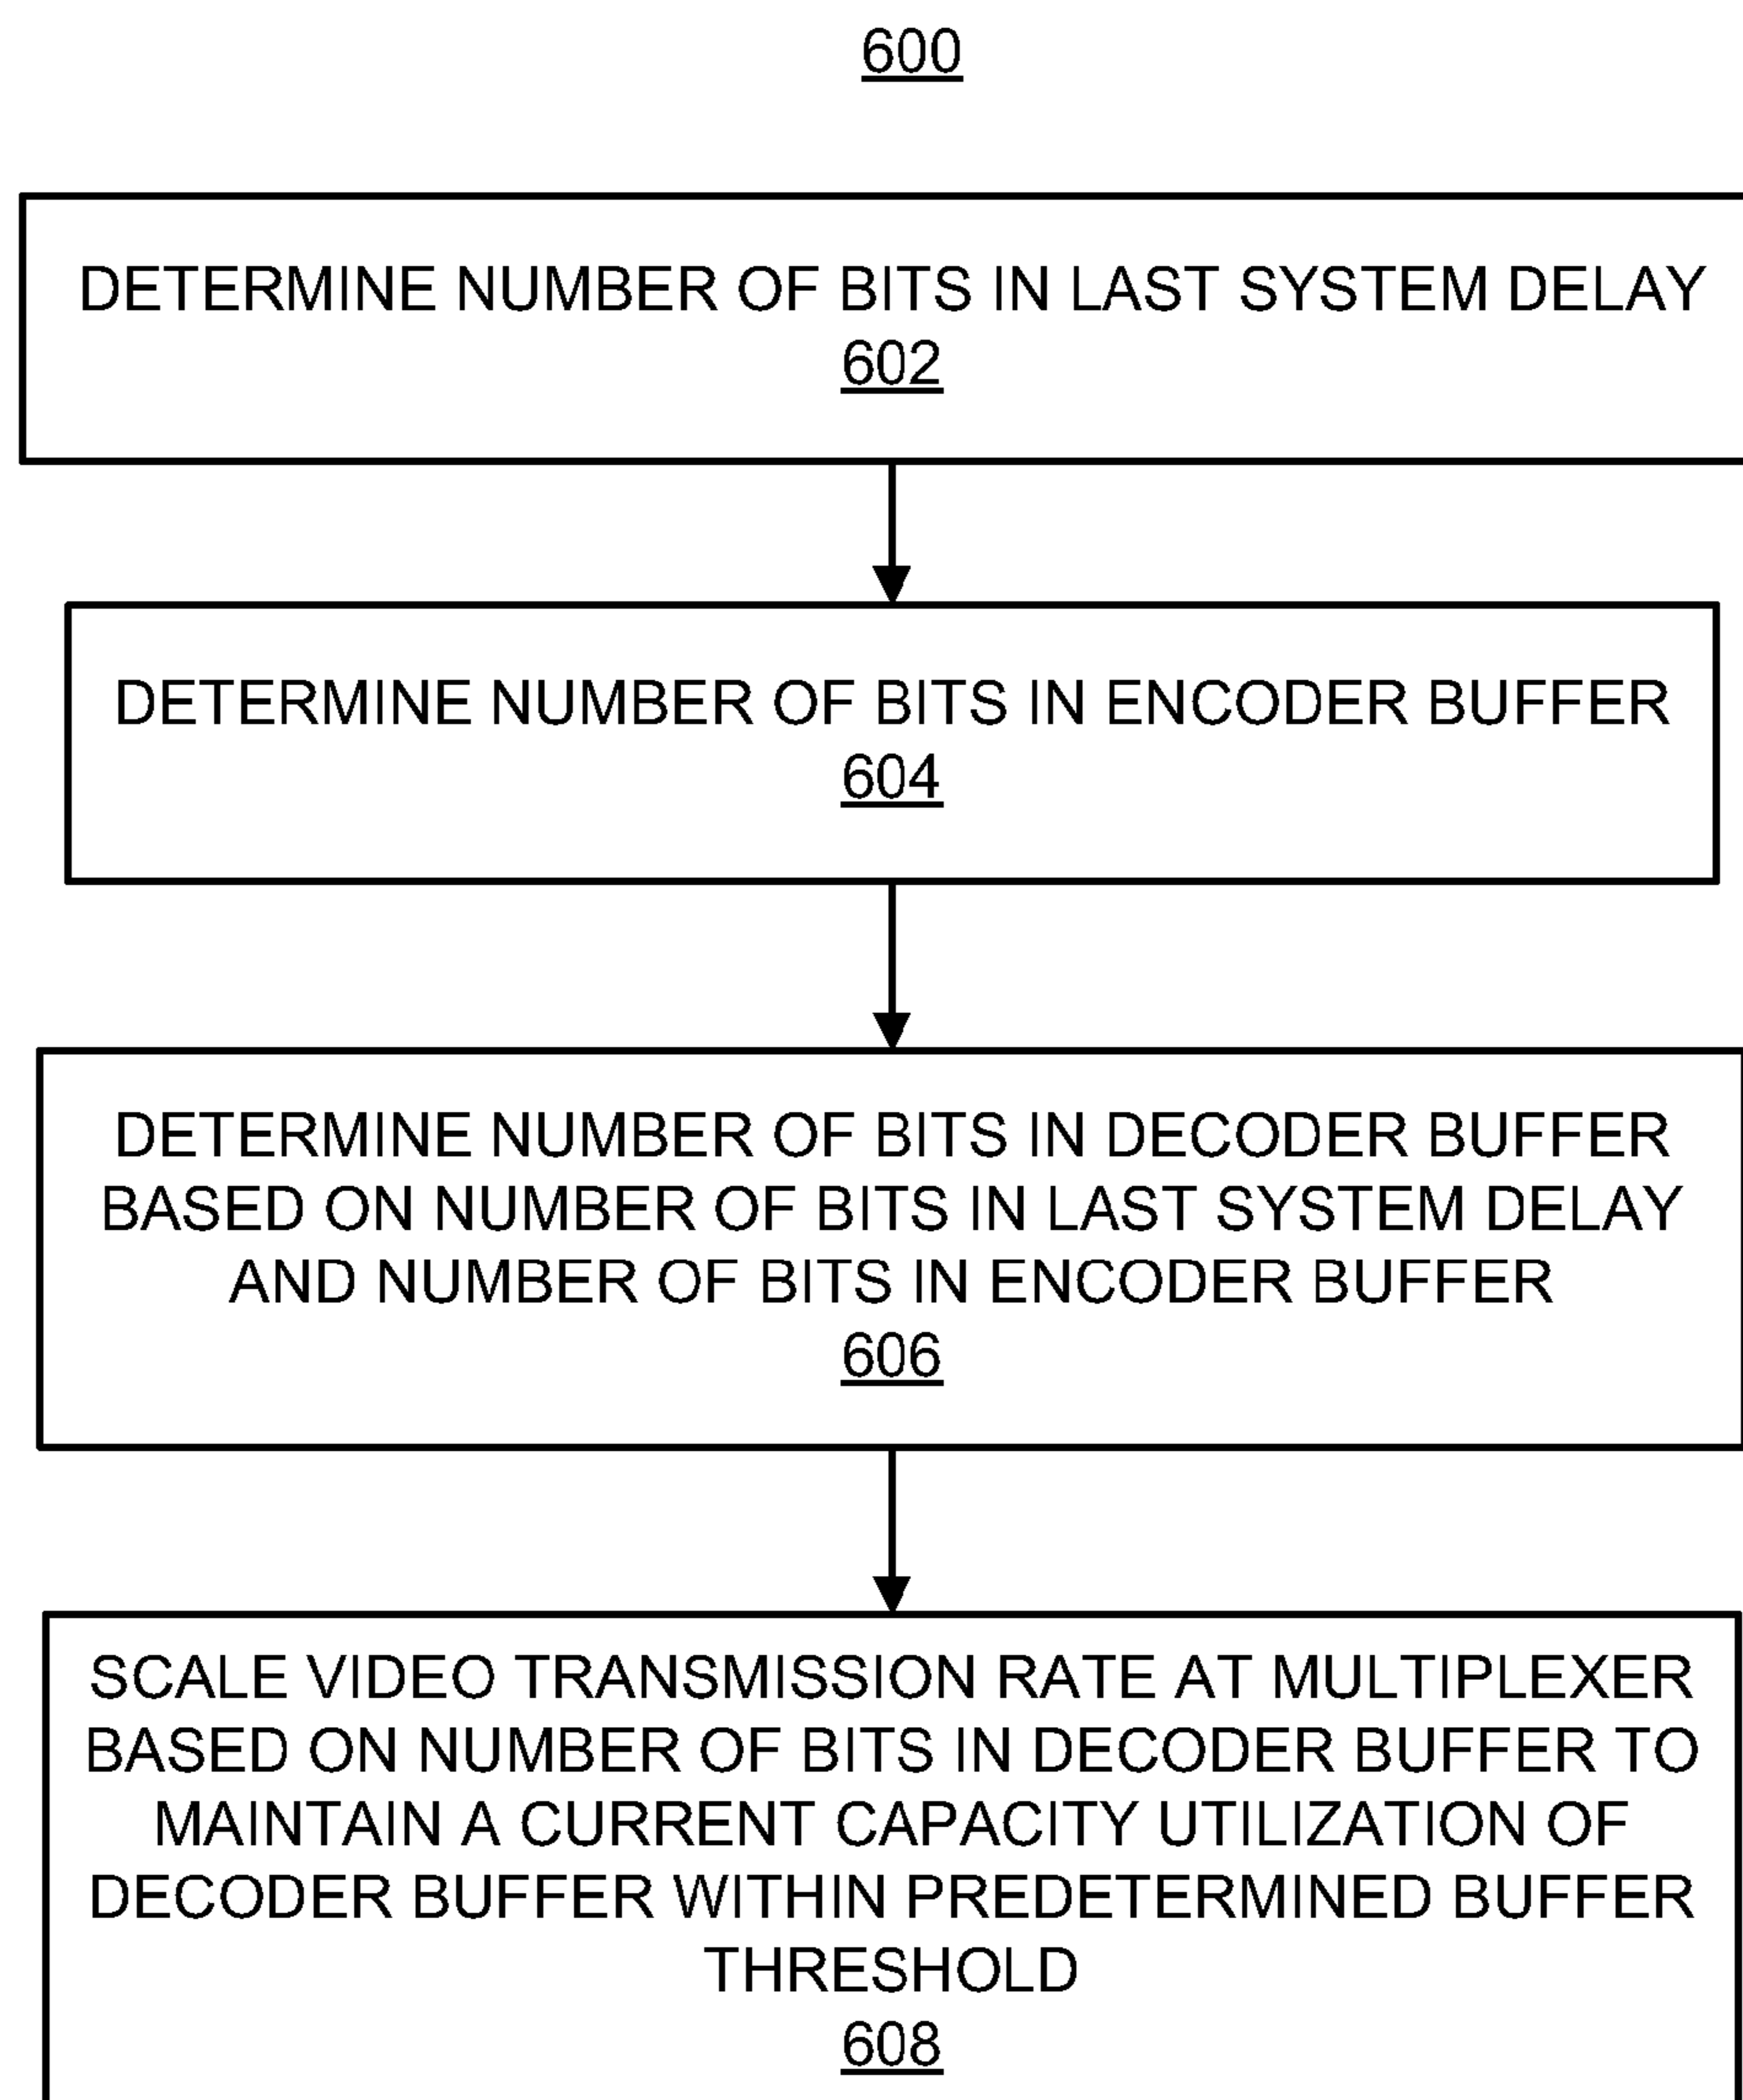 600
DETERMINE NUMBER OF BITS IN LAST SYSTEM DELAY
602
DETERMINE NUMBER OF BITS IN ENCODER BUFFER
604
DETERMINE NUMBER OF BITS IN DECODER BUFFER
BASED ON NUMBER OF BITS IN LAST SYSTEM DELAY
AND NUMBER OF BITS IN ENCODER BUFFER
606
SCALE VIDEO TRANSMISSION RATE AT MULTIPLEXER
BASED ON NUMBER OF BITS IN DECODER BUFFER TO
MAINTAIN A CURRENT CAPACITY UTILIZATION OF
DECODER BUFFER WITHIN PREDETERMINED BUFFER
THRESHOLD
608